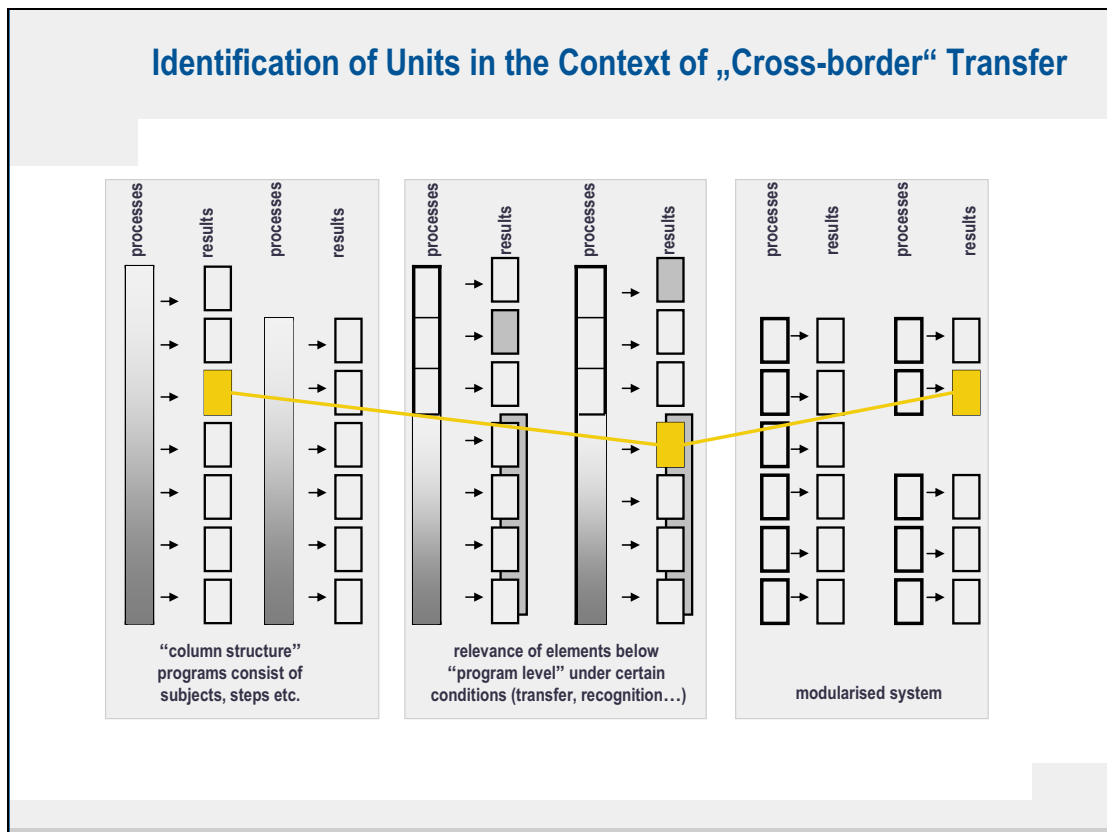 Identification of Units in the Context of „Cross-border“ Transfer
processes
results
processes
results
“column structure”
programs consist of
subjects, steps etc.
processes
results
processes
results
relevance of elements below
“program level” under certain
conditions (transfer, recognition…)
processes
results
processes
results
modularised system